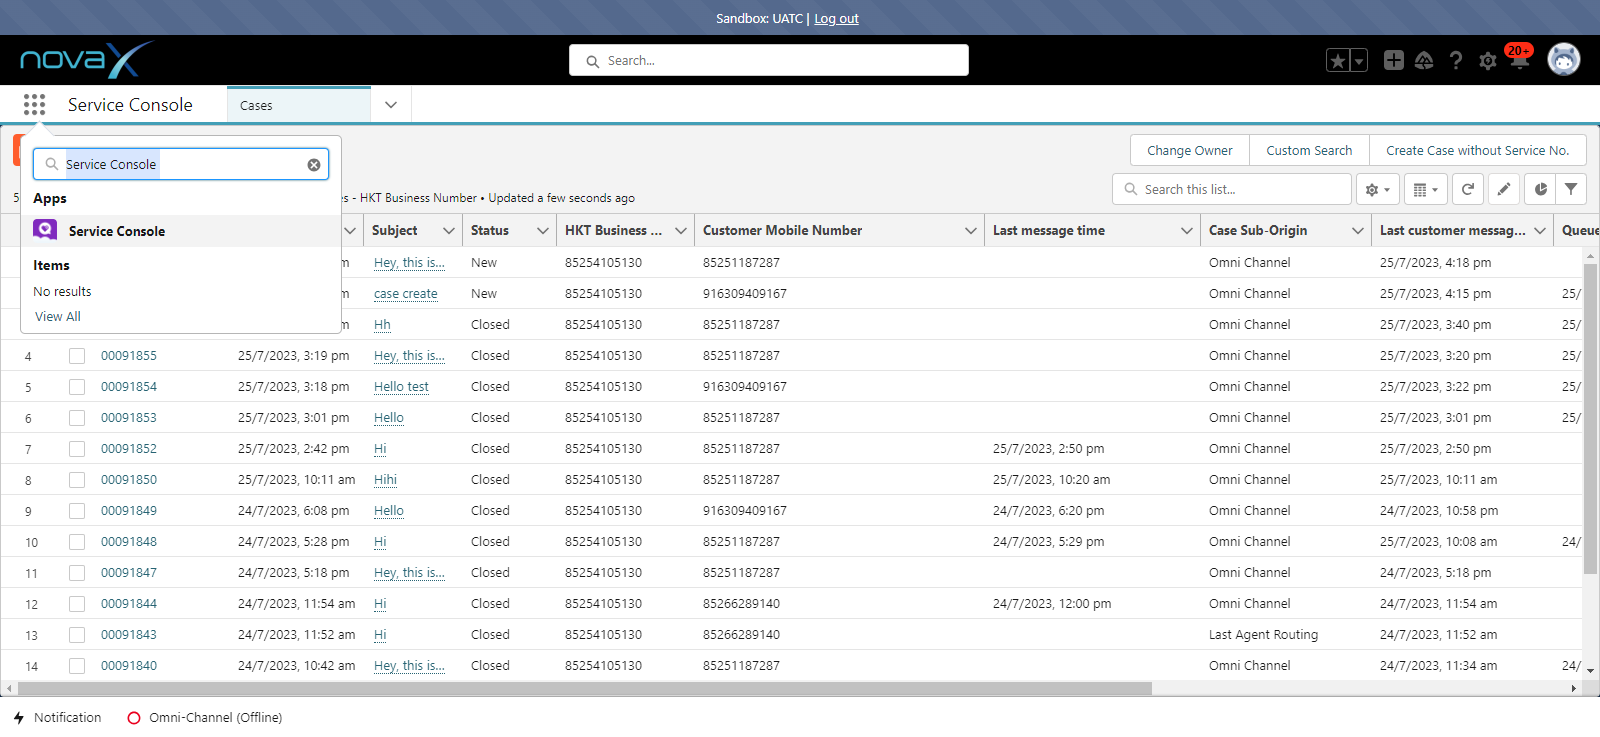 Sandbox: UATC | Log out
novaX
Search...
20+
Service Console
Cases
Service Console
Apps
Service Console
Items
No results
View All
Change Owner
Custom Search
Create Case without Service No.
- HKT Business Number • Updated a few seconds ago
Search this list...
Subject Status HKT Business ... Customer Mobile Number Last message time Case Sub-Origin Last customer messag... Queue
Hey, this is... New 85254105130 85251187287 Omni Channel 25/7/2023, 4:18 pm
case create New 85254105130 916309409167 Omni Channel 25/7/2023, 4:15 pm 25/
Hh Closed 85254105130 85251187287 Omni Channel 25/7/2023, 3:40 pm 25/
4 00091855 25/7/2023, 3:19 pm Hey, this is... Closed 85254105130 85251187287 Omni Channel 25/7/2023, 3:20 pm 25/
5 00091854 25/7/2023, 3:18 pm Hello test Closed 85254105130 916309409167 Omni Channel 25/7/2023, 3:22 pm 25/
6 00091853 25/7/2023, 3:01 pm Hello Closed 85254105130 85251187287 Omni Channel 25/7/2023, 3:01 pm 25/
7 00091852 25/7/2023, 2:42 pm Hi Closed 85254105130 85251187287 25/7/2023, 2:50 pm Omni Channel 25/7/2023, 2:50 pm
8 00091850 25/7/2023, 10:11 am Hihi Closed 85254105130 85251187287 25/7/2023, 10:20 am Omni Channel 25/7/2023, 10:11 am
9 00091849 24/7/2023, 6:08 pm Hello Closed 85254105130 916309409167 24/7/2023, 6:20 pm Omni Channel 24/7/2023, 10:58 pm
10 00091848 24/7/2023, 5:28 pm Hi Closed 85254105130 85251187287 24/7/2023, 5:29 pm Omni Channel 25/7/2023, 10:08 am 24/
11 00091847 24/7/2023, 5:18 pm Hey, this is... Closed 85254105130 85251187287 Omni Channel 24/7/2023, 5:18 pm
12 00091844 24/7/2023, 11:54 am Hi Closed 85254105130 85266289140 24/7/2023, 12:00 pm Omni Channel 24/7/2023, 11:54 am
13 00091843 24/7/2023, 11:52 am Hi Closed 85254105130 85266289140 Last Agent Routing 24/7/2023, 11:52 am
14 00091840 24/7/2023, 10:42 am Hey, this is... Closed 85254105130 85251187287 Omni Channel 24/7/2023, 11:34 am 24/
Notification Omni-Channel (Offline)